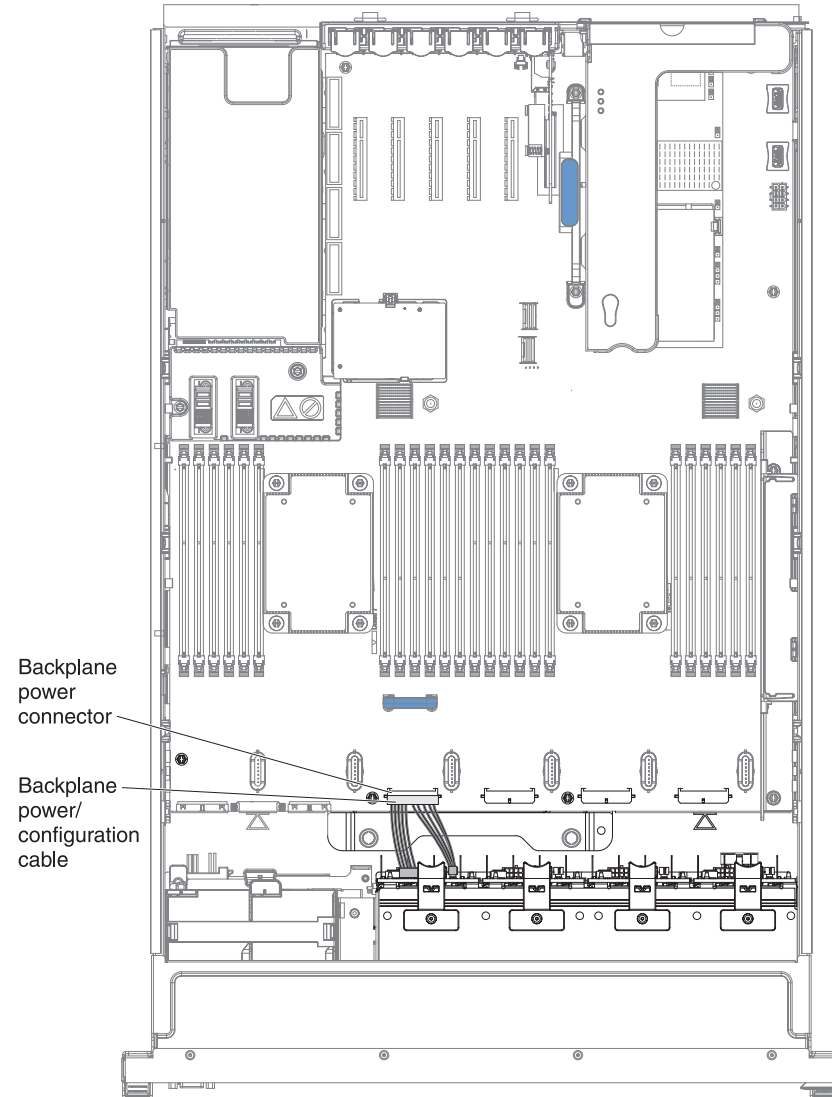 Backplane
power
connector
Backplane
power/
configuration
cable